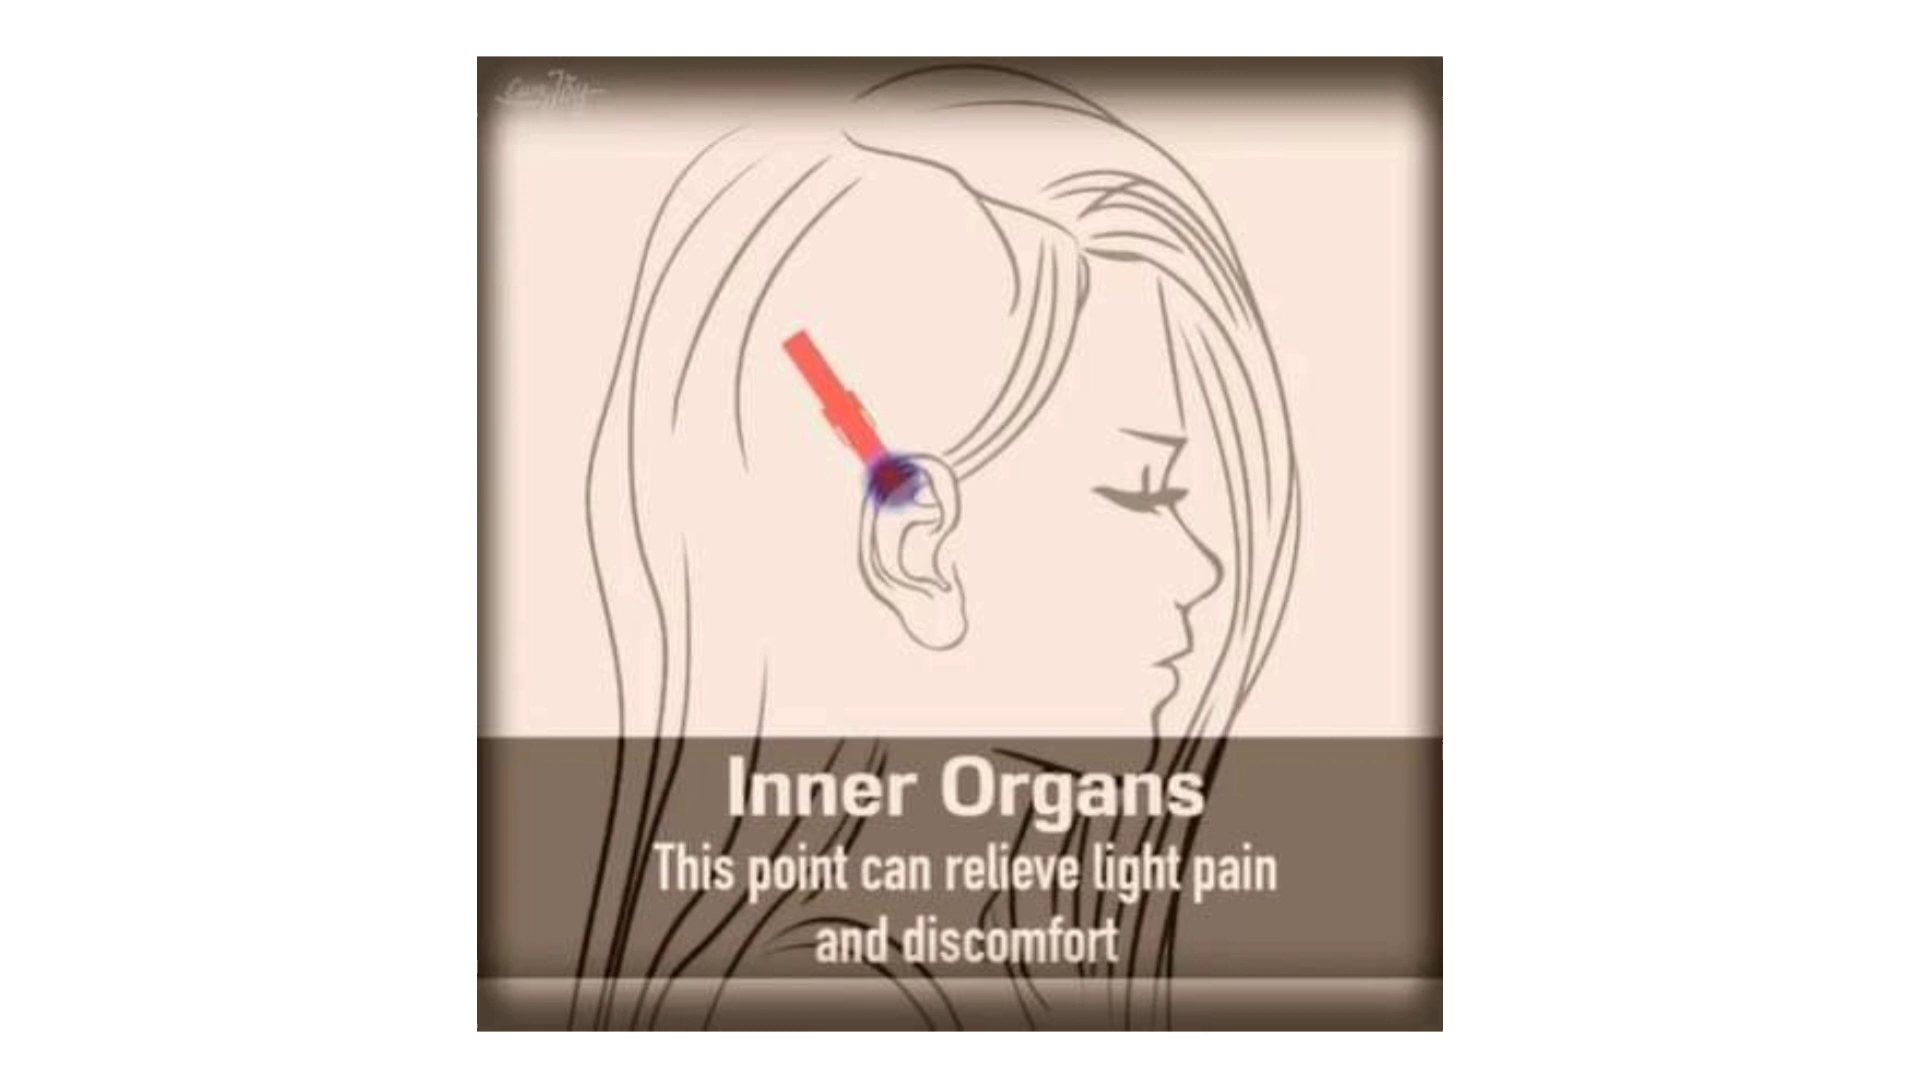 Inner Organs
This point can relieve light pain
and discomfort